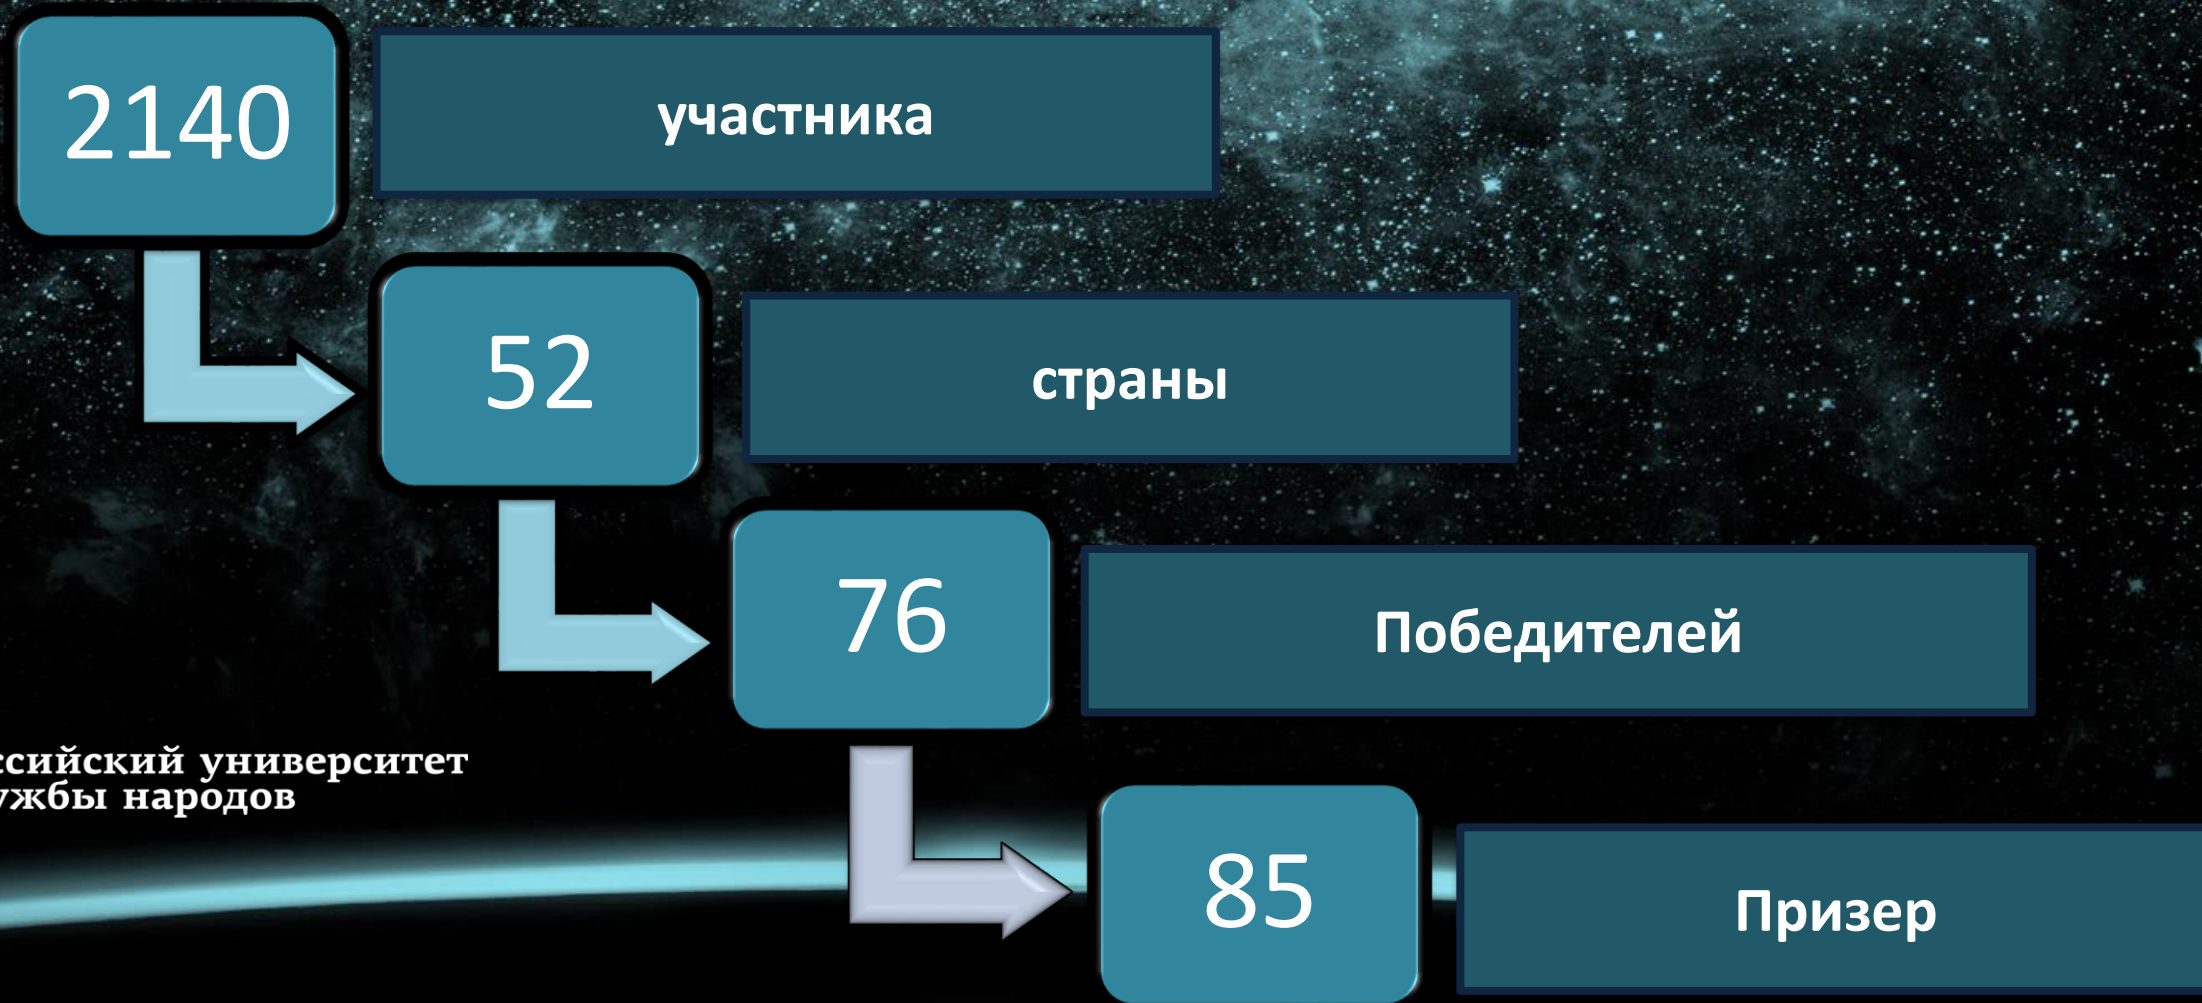 2140
участника
52
страны
76
Победителей
ссийский университет
ужбы народов
85
Призер